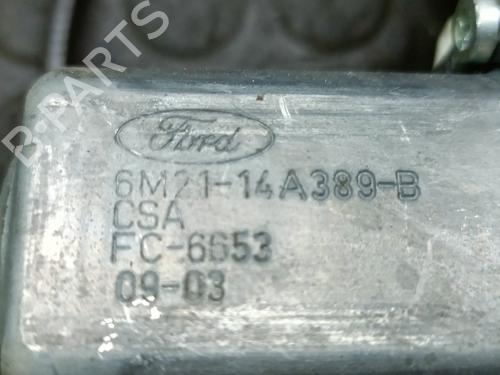 Ford
6M21-14A389-B
CSA
FC-6653
09-03
B-PARTS